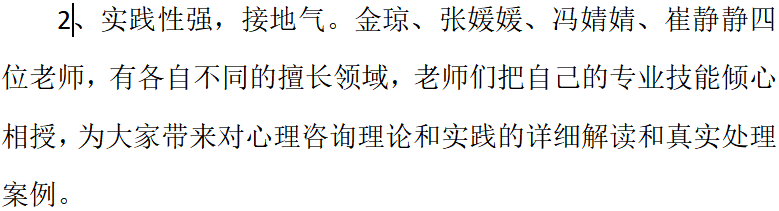 2、实践性强，接地气。金琼、张媛媛、冯婧婧、崔静静四
位老师，有各自不同的擅长领域，老师们把自己的专业技能倾心
相授，为大家带来对心理咨询理论和实践的详细解读和真实处理
案例。